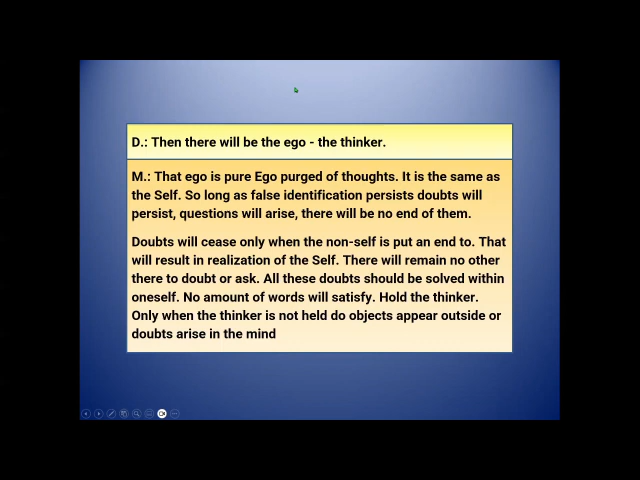 D.: Then there will be the ego - the thinker.
M.: That ego is pure Ego purged of thoughts. It is the same as
the Self. So long as false identification persists doubts will
persist, questions will arise, there will be no end of them.
Doubts will cease only when the non-self is put an end to. That
will result in realization of the Self. There will remain no other
there to doubt or ask. All these doubts should be solved within
oneself. No amount of words will satisfy. Hold the thinker.
Only when the thinker is not held do objects appear outside or
doubts arise in the mind